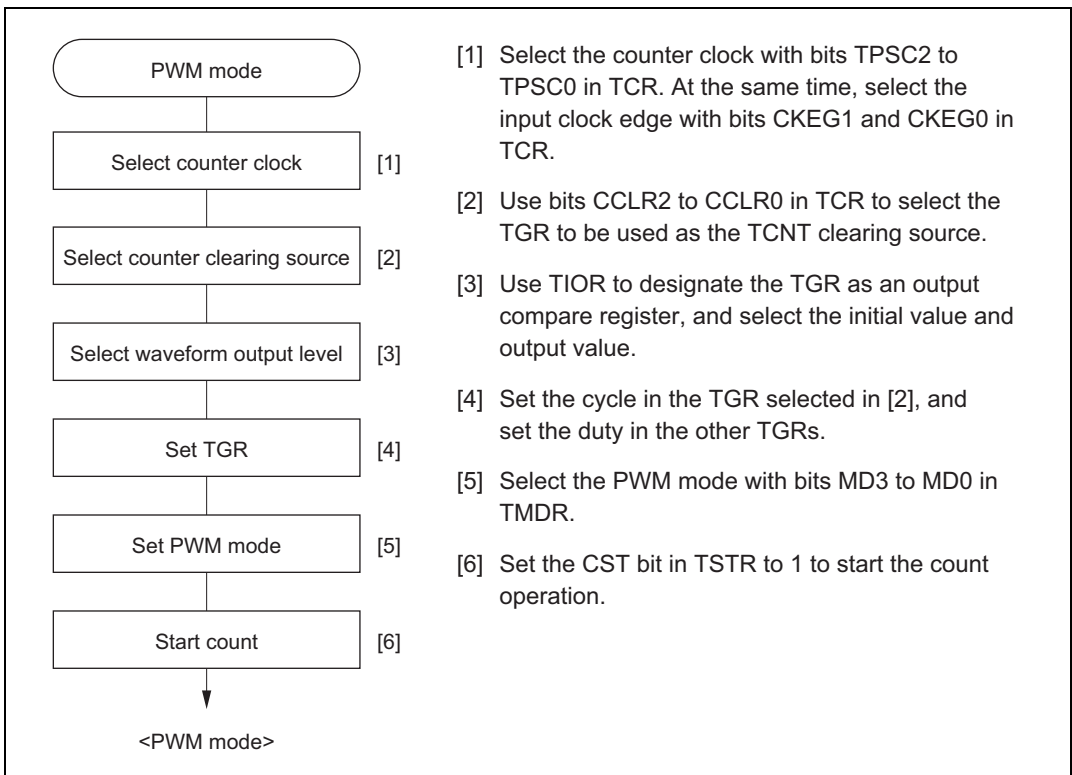 PWM mode
Select counter clock [1]
Select counter clearing source [2]
Select waveform output level [3]
Set TGR [4]
Set PWM mode [5]
Start count [6]
<PWM mode>
[1] Select the counter clock with bits TPSC2 to
TPSC0 in TCR. At the same time, select the
input clock edge with bits CKEG1 and CKEG0 in
TCR.
[2] Use bits CCLR2 to CCLR0 in TCR to select the
TGR to be used as the TCNT clearing source.
[3] Use TIOR to designate the TGR as an output
compare register, and select the initial value and
output value.
[4] Set the cycle in the TGR selected in [2], and
set the duty in the other TGRs.
[5] Select the PWM mode with bits MD3 to MD0 in
TMDR.
[6] Set the CST bit in TSTR to 1 to start the count
operation.